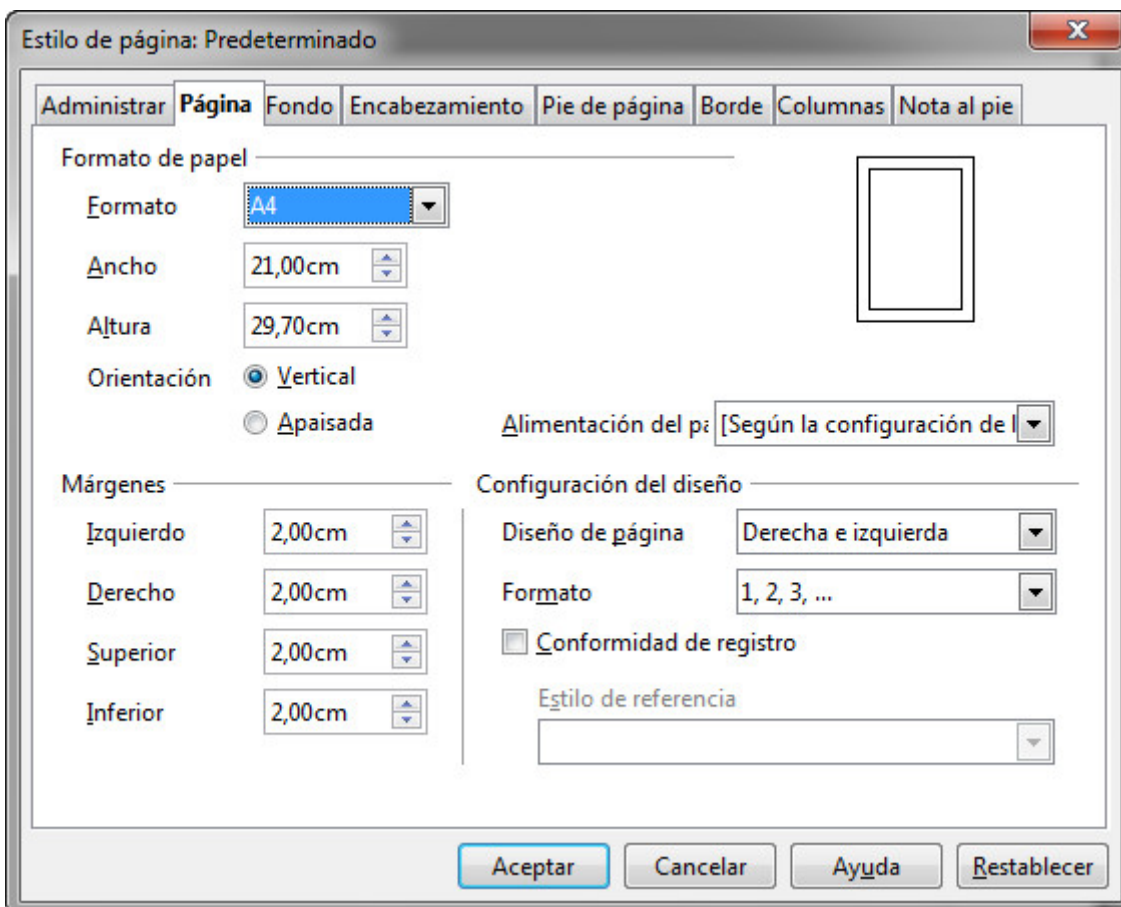 Estilo de página: Predeterminado
Administrar Página Fondo Encabezamiento Pie de página Borde Columnas Nota al pie
Formato de papel
Formato A4
Ancho 21,00cm
Altura 29,70cm
Orientación Vertical
Apaisada Alimentación del pa [Según la configuración de l
Márgenes Configuración del diseño
Izquierdo 2,00cm Diseño de página Derecha e izquierda
Derecho 2,00cm Formato 1, 2, 3, ...
Superior 2,00cm Conformidad de registro
Inferior 2,00cm Estilo de referencia
Aceptar Cancelar Ayuda Restablecer